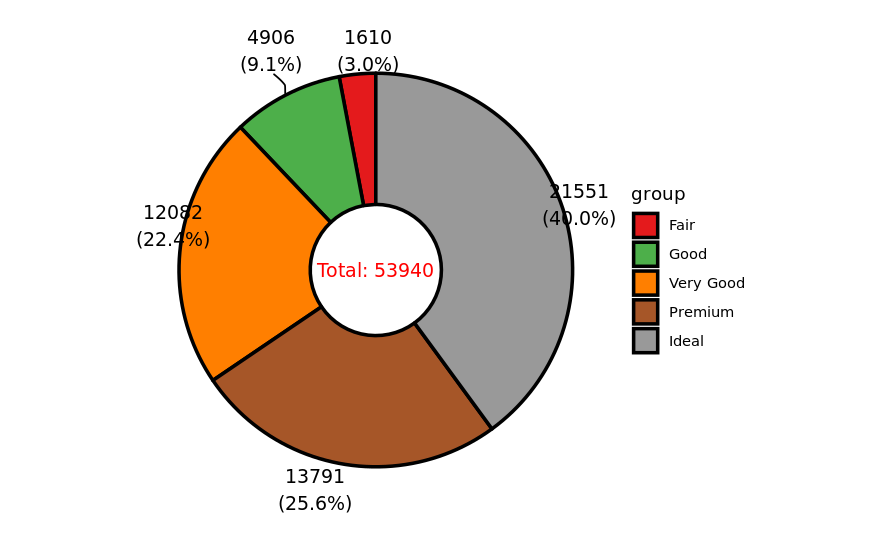 4906
(9.1%)
1610
(3.0%)
21551
(40.0%)
12082
(22.4%)
Total: 53940
13791
(25.6%)
group
Fair
Good
Very Good
Premium
Ideal